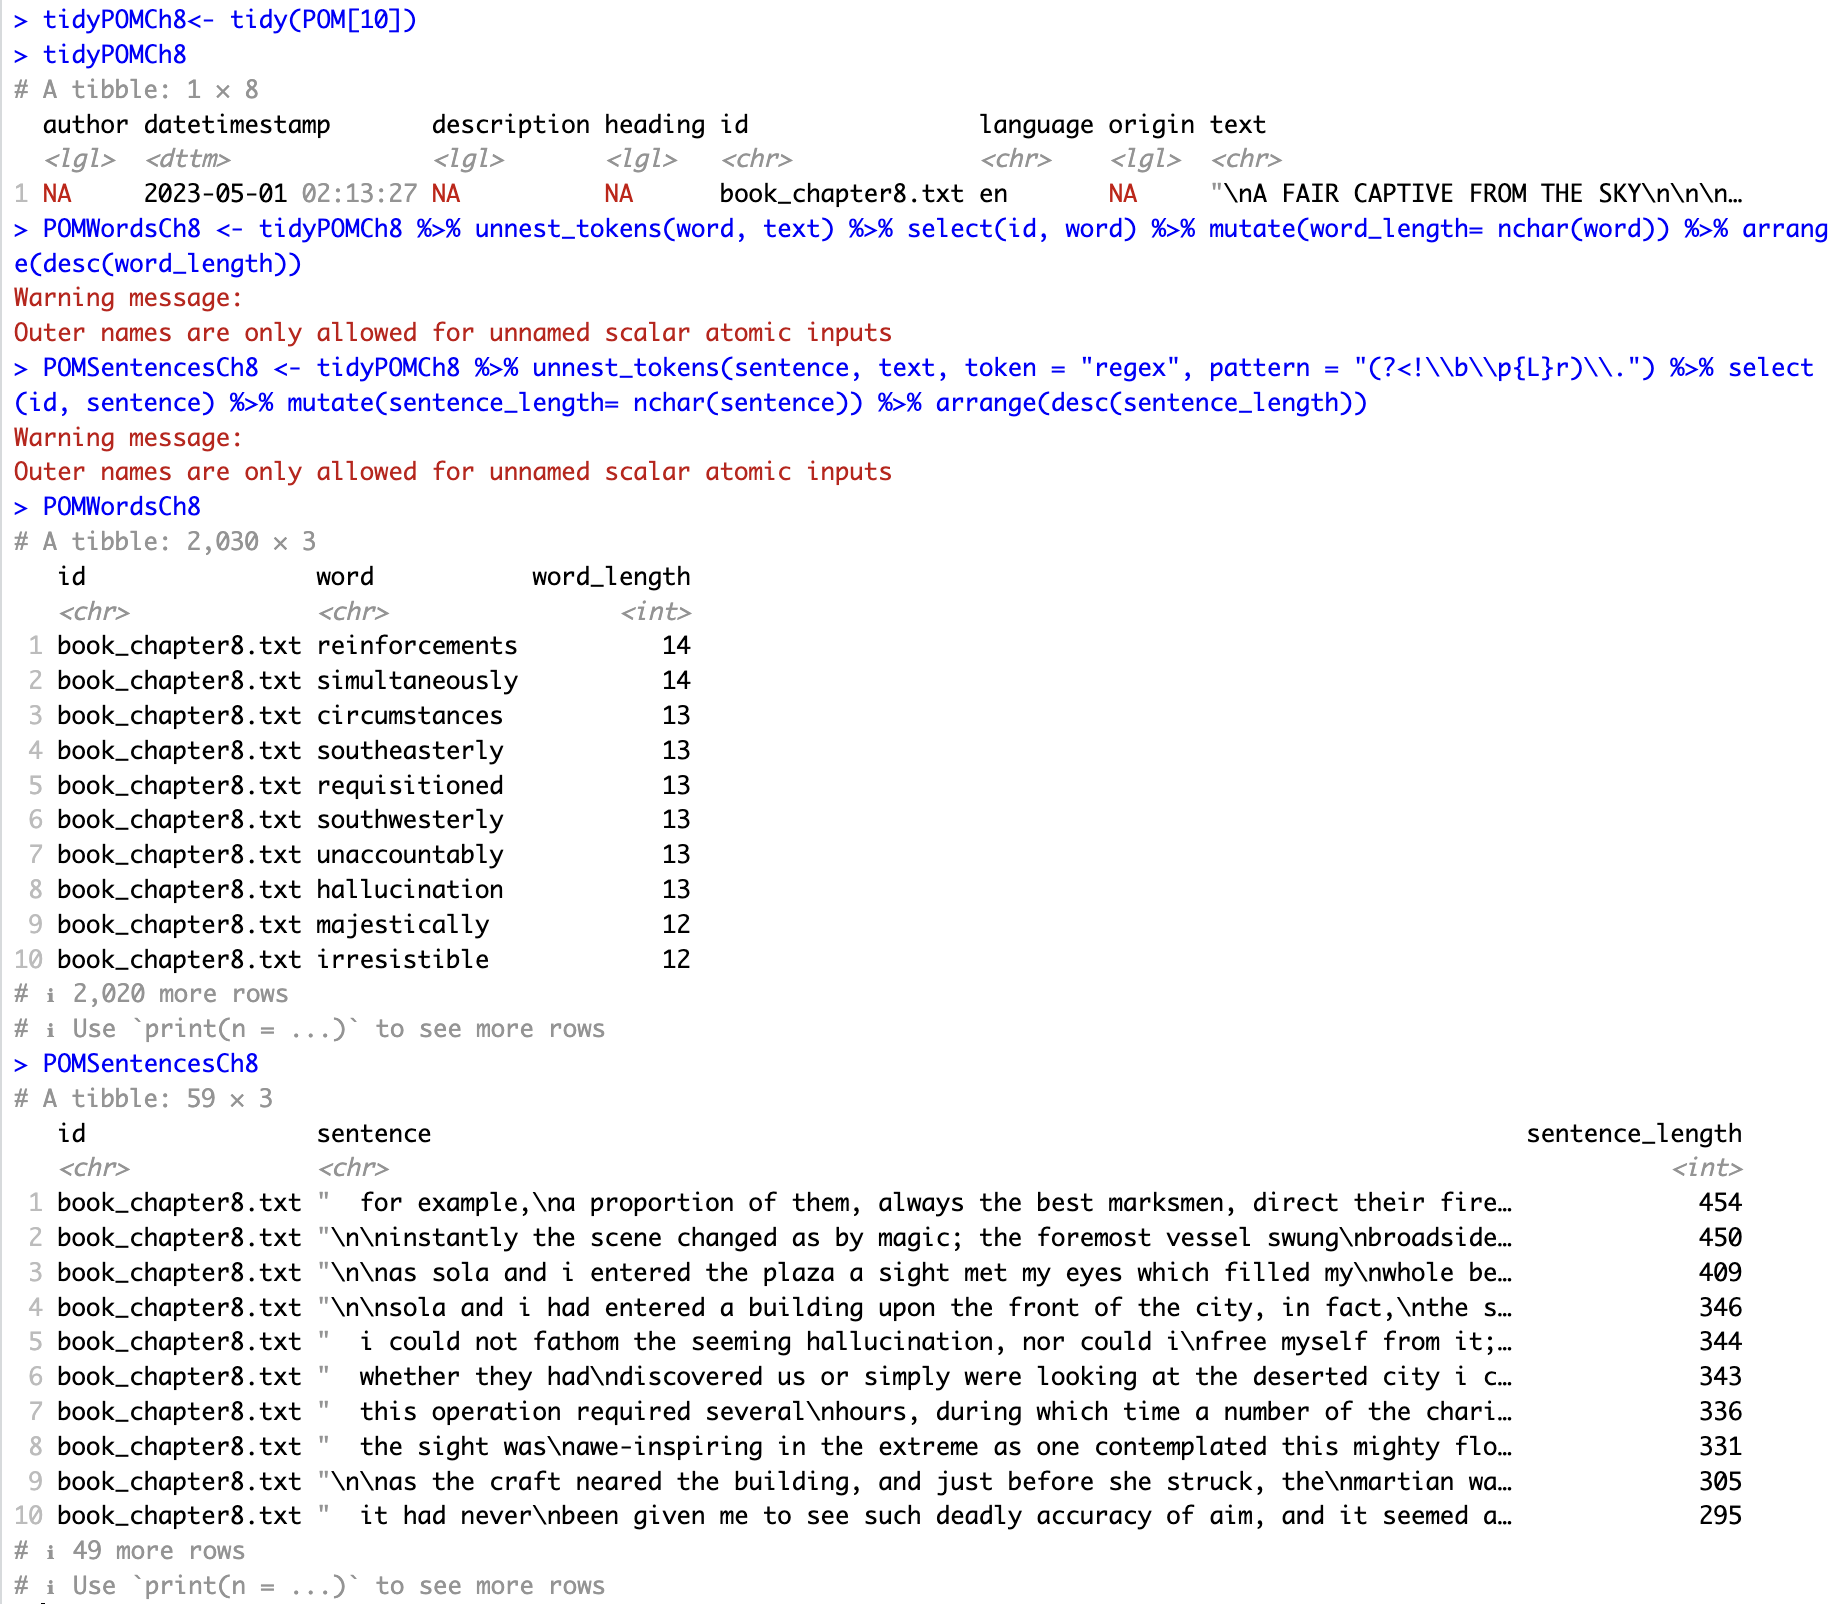 > tidyPOMCh8<- tidy(POM[10])
> tidyPOMCh8
# A tibble: 1 × 8
  author datetimestamp       description heading id                language origin text
  <lgl>  <dttm>              <lgl>       <lgl>   <chr>             <chr>    <lgl>  <chr>
1 NA     2023-05-01 02:13:27 NA          NA      book_chapter8.txt en       NA     "\nA FAIR CAPTIVE FROM THE SKY\n\n\n…
> POMWordsCh8 <- tidyPOMCh8 %>% unnest_tokens(word, text) %>% select(id, word) %>% mutate(word_length= nchar(word)) %>% arrang
e(desc(word_length))
Warning message:
Outer names are only allowed for unnamed scalar atomic inputs
> POMSentencesCh8 <- tidyPOMCh8 %>% unnest_tokens(sentence, text, token = "regex", pattern = "(?<!\\b\\p{L}r)\\.") %>% select
(id, sentence) %>% mutate(sentence_length= nchar(sentence)) %>% arrange(desc(sentence_length))
Warning message:
Outer names are only allowed for unnamed scalar atomic inputs
> POMWordsCh8
# A tibble: 2,030 × 3
   id                word           word_length
   <chr>             <chr>                <int>
 1 book_chapter8.txt reinforcements          14
 2 book_chapter8.txt simultaneously          14
 3 book_chapter8.txt circumstances           13
 4 book_chapter8.txt southeasterly           13
 5 book_chapter8.txt requisitioned           13
 6 book_chapter8.txt southwesterly           13
 7 book_chapter8.txt unaccountably           13
 8 book_chapter8.txt hallucination           13
 9 book_chapter8.txt majestically            12
10 book_chapter8.txt irresistible            12
# ℹ 2,020 more rows
# ℹ Use `print(n = ...)` to see more rows
> POMSentencesCh8
# A tibble: 59 × 3
   id                sentence                                                                            sentence_length
   <chr>             <chr>                                                                                         <int>
 1 book_chapter8.txt "  for example,\na proportion of them, always the best marksmen, direct their fire…             454
 2 book_chapter8.txt "\n\ninstantly the scene changed as by magic; the foremost vessel swung\nbroadside…             450
 3 book_chapter8.txt "\n\nas sola and i entered the plaza a sight met my eyes which filled my\nwhole be…             409
 4 book_chapter8.txt "\n\nsola and i had entered a building upon the front of the city, in fact,\nthe s…             346
 5 book_chapter8.txt "  i could not fathom the seeming hallucination, nor could i\nfree myself from it;…             344
 6 book_chapter8.txt "  whether they had\ndiscovered us or simply were looking at the deserted city i c…             343
 7 book_chapter8.txt "  this operation required several\nhours, during which time a number of the chari…             336
 8 book_chapter8.txt "  the sight was\nawe-inspiring in the extreme as one contemplated this mighty flo…             331
 9 book_chapter8.txt "\n\nas the craft neared the building, and just before she struck, the\nmartian wa…             305
10 book_chapter8.txt "  it had never\nbeen given me to see such deadly accuracy of aim, and it seemed a…             295
# ℹ 49 more rows
# ℹ Use `print(n = ...)` to see more rows